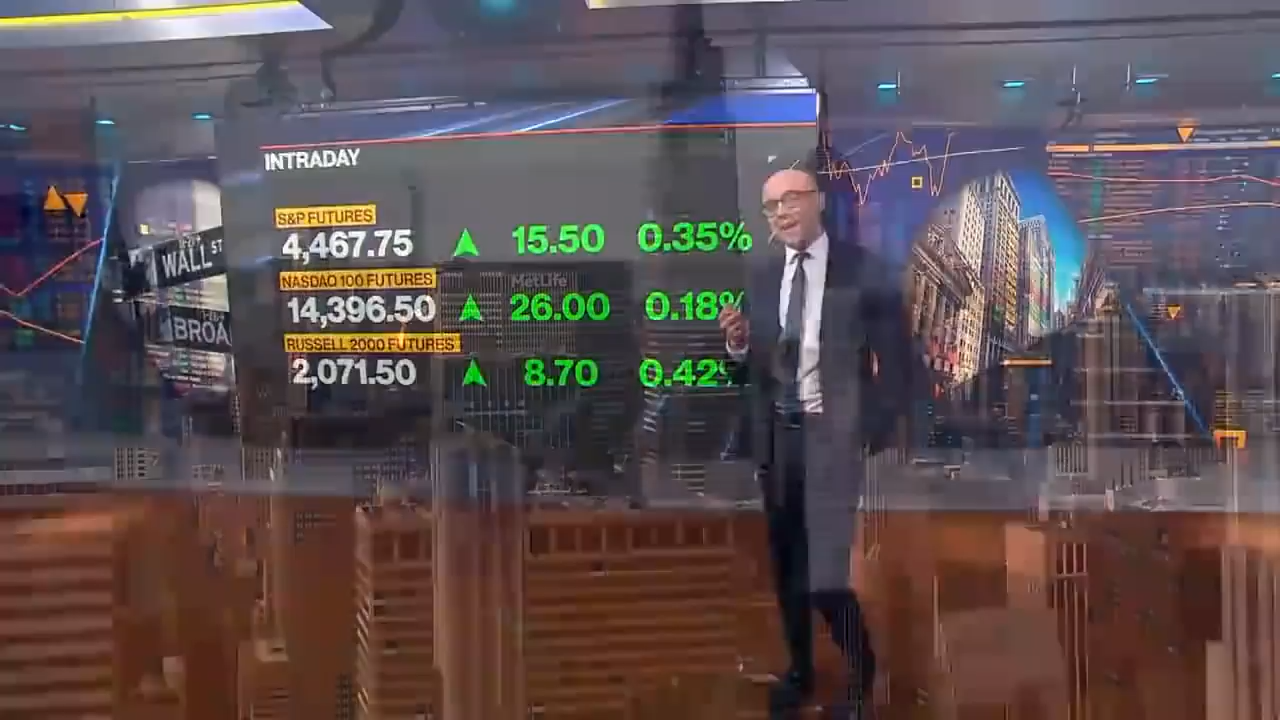 INTRADAY
S&P FUTURES
4,467.75 15.50 0.35%
NASDAQ 100 FUTURES
MetLife
14,396.50 26.00 0.18%
RUSSELL 2000 FUTURES
2,071.50 8.70 0.42%
WALL ST
BROA